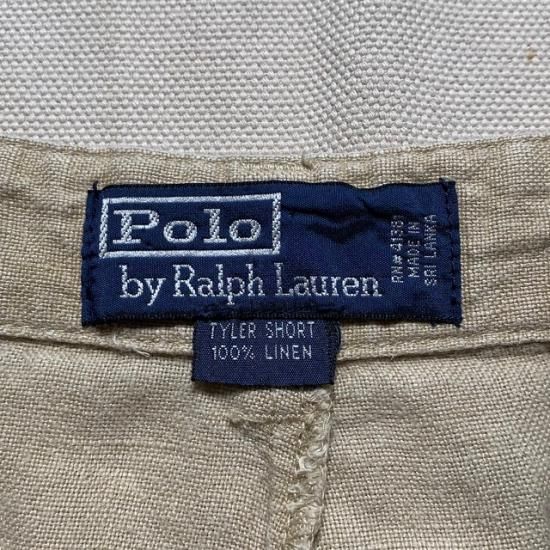 Polo
by Ralph Lauren
RN# 41381
MADE IN
SRI LANKA
TYLER SHORT
100% LINEN